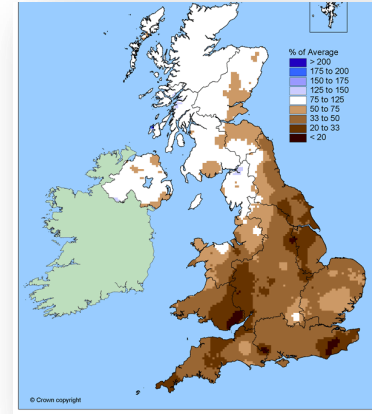 % of Average
> 200
175 to 200
150 to 175
125 to 150
75 to 125
50 to 75
33 to 50
20 to 33
< 20
© Crown copyright